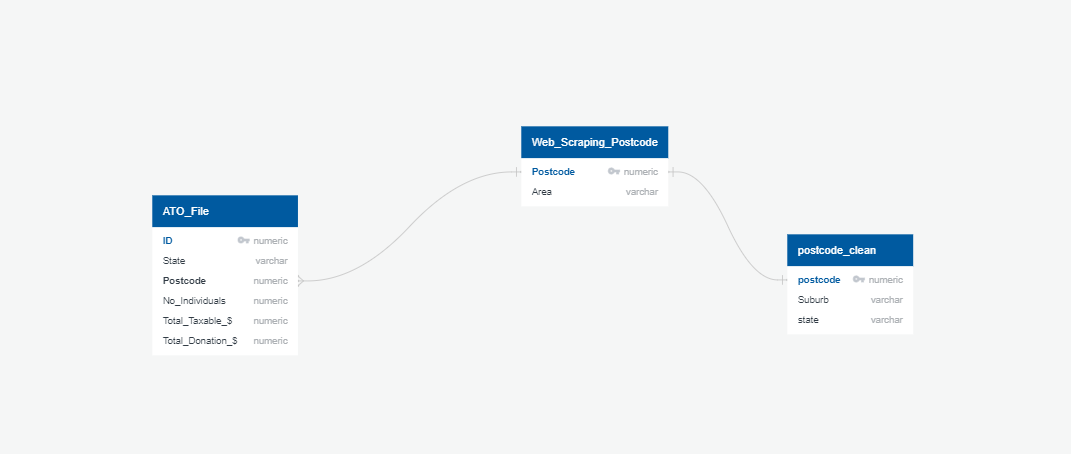 ATO_File
ID numeric
State varchar
Postcode numeric
No_Individuals numeric
Total_Taxable_$ numeric
Total_Donation_$ numeric
Web_Scraping_Postcode
Postcode numeric
Area varchar
postcode_clean
postcode numeric
Suburb varchar
state varchar